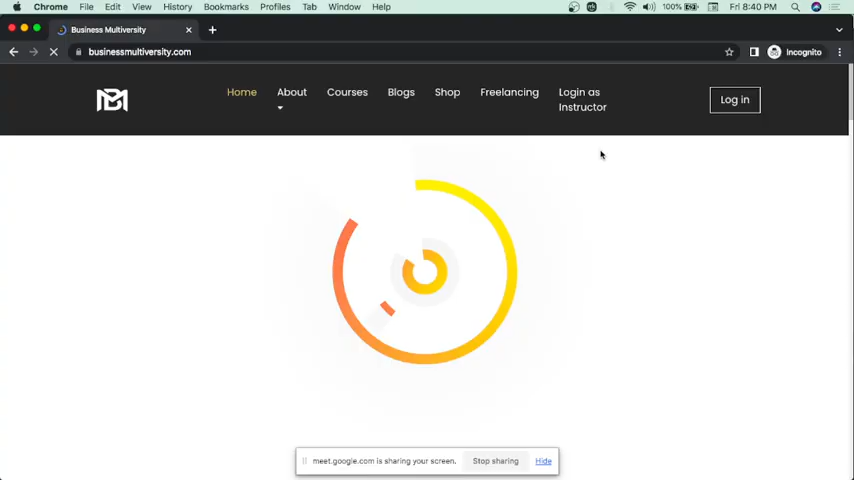 Chrome File Edit View History Bookmarks Profiles Tab Window Help 100% Fri 8:40 PM
Business Multiversity
businessmultiversity.com Incognito
Home About Courses Blogs Shop Freelancing Login as Instructor Log in
meet.google.com is sharing your screen. Stop sharing Hide